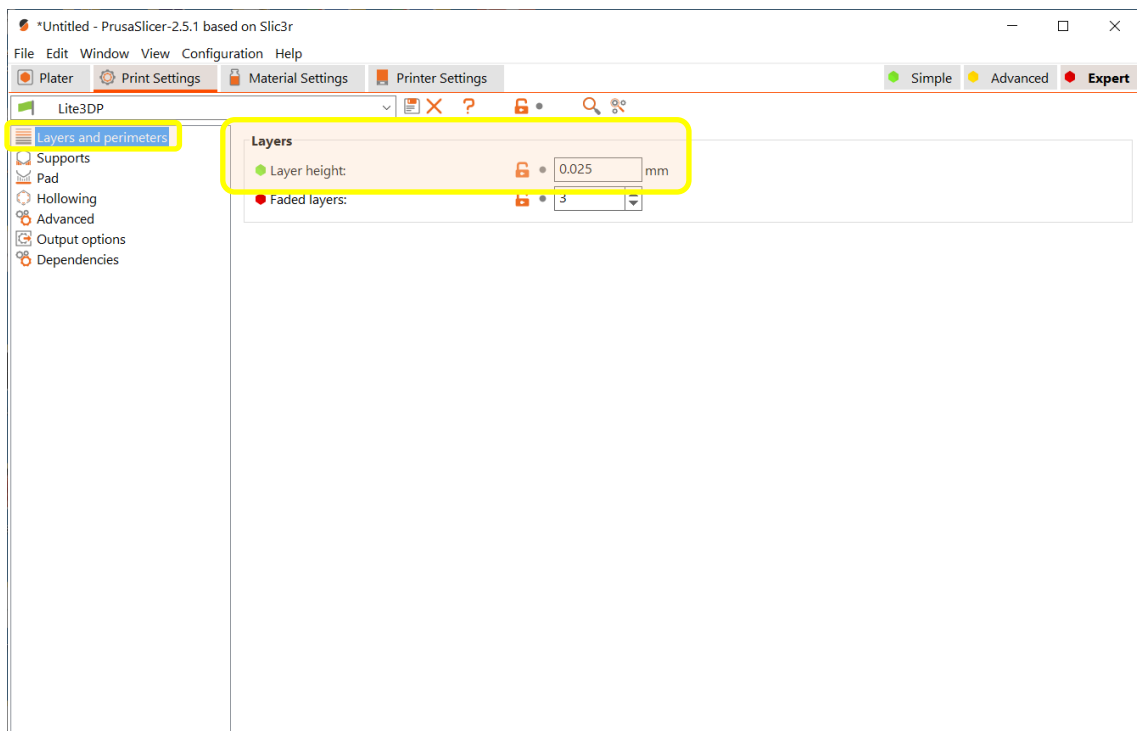 *Untitled - PrusaSlicer-2.5.1 based on Slic3r
File Edit Window View Configuration Help
Plater Print Settings Material Settings Printer Settings Simple Advanced Expert
Lite3DP
Layers and perimeters
Supports
Pad
Hollowing
Advanced
Output options
Dependencies
Layers
Layer height: 0.025 mm
Faded layers: 3